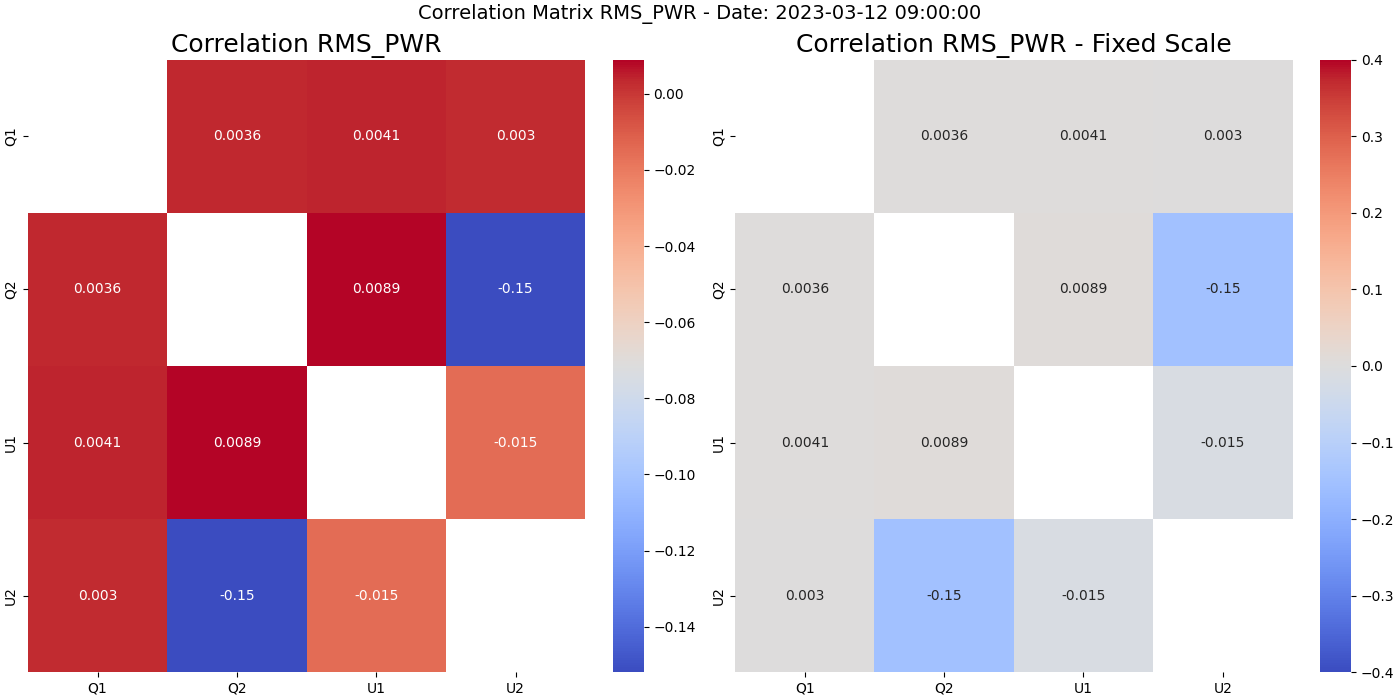 Correlation Matrix RMS_PWR - Date: 2023-03-12 09:00:00
Correlation RMS_PWR
Q1 0.0036 0.0041 0.003
Q2 0.0036 0.0089 -0.15
U1 0.0041 0.0089 -0.015
U2 0.003 -0.15 -0.015
Q1 Q2 U1 U2
0.00
−0.02
−0.04
−0.06
−0.08
−0.10
−0.12
−0.14
Correlation RMS_PWR - Fixed Scale
Q1 0.0036 0.0041 0.003
Q2 0.0036 0.0089 -0.15
U1 0.0041 0.0089 -0.015
U2 0.003 -0.15 -0.015
Q1 Q2 U1 U2
0.4
0.3
0.2
0.1
0.0
−0.1
−0.2
−0.3
−0.4